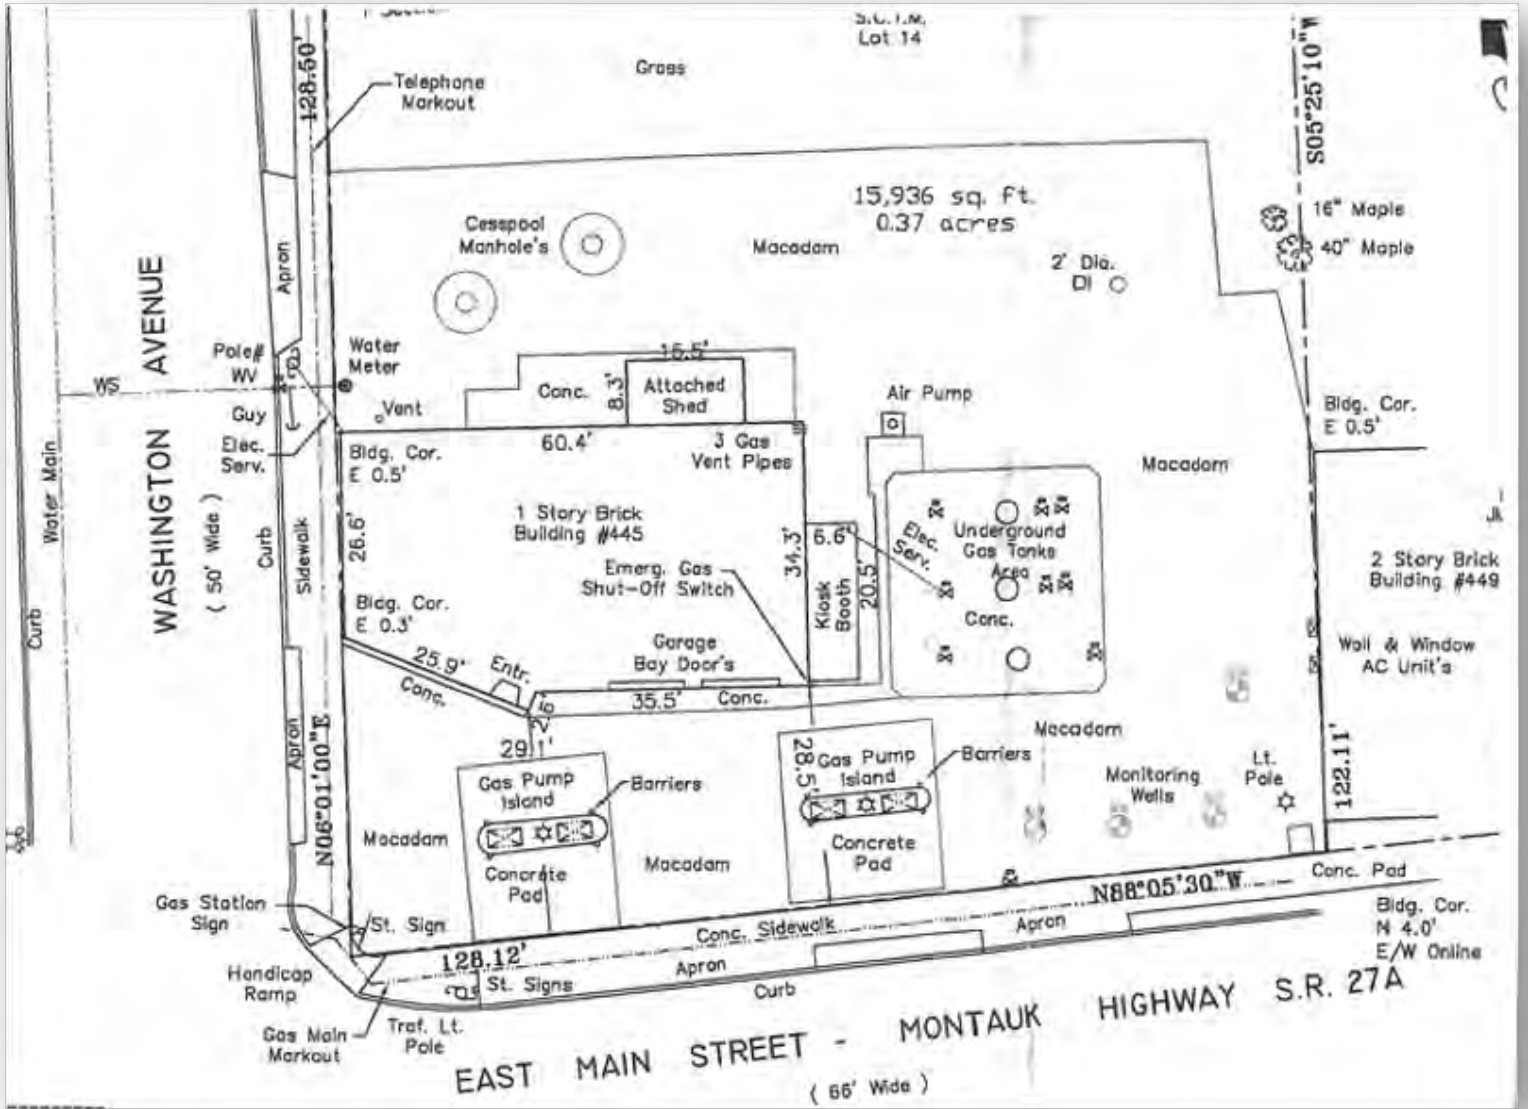 S.C.T.M.
Lot 14
Grass
128.50'
Telephone
Markout
S05°25'10"W
15,936 sq. ft.
0.37 acres
16" Maple
40" Maple
Cesspool
Manhole's
Macadam
2' Dia.
DI
Apron
WASHINGTON AVENUE
( 50' Wide )
Pole#
WV
Water
Meter
WS
Guy
Vent
Elec.
Serv.
Conc.
15.5'
8.3'
Attached
Shed
Air Pump
Bldg. Cor.
E 0.5'
60.4'
3 Gas
Vent Pipes
Bldg. Cor.
E 0.5'
Macadam
Water Main
Curb
Sidewalk
26.6'
1 Story Brick
Building #445
34.3'
6.6'
Elec.
Serv.
Underground
Gas Tanks
Area
Conc.
2 Story Brick
Building #449
Emerg. Gas
Shut-Off Switch
Kiosk
Booth
20.5'
Bldg. Cor.
E 0.3'
Curb
Garage
Bay Door's
Wall & Window
AC Unit's
25.9'
Entr.
Conc.
35.5'
Conc.
2.6'
29.1'
28.5'
Apron
N06°01'00"E
Gas Pump
Island
Barriers
Gas Pump
Island
Barriers
Macadam
Monitoring
Wells
Lt.
Pole
122.11'
Macadam
Concrete
Pad
Macadam
Concrete
Pad
Gas Station
Sign
St. Sign
N88°05'30"W
Conc. Pad
Conc. Sidewalk
Apron
Bldg. Cor.
N 4.0'
E/W Online
128.12'
Apron
Handicap
Ramp
St. Signs
Curb
Gas Main
Markout
Traf. Lt.
Pole
EAST MAIN STREET - MONTAUK HIGHWAY S.R. 27A
( 66' Wide )